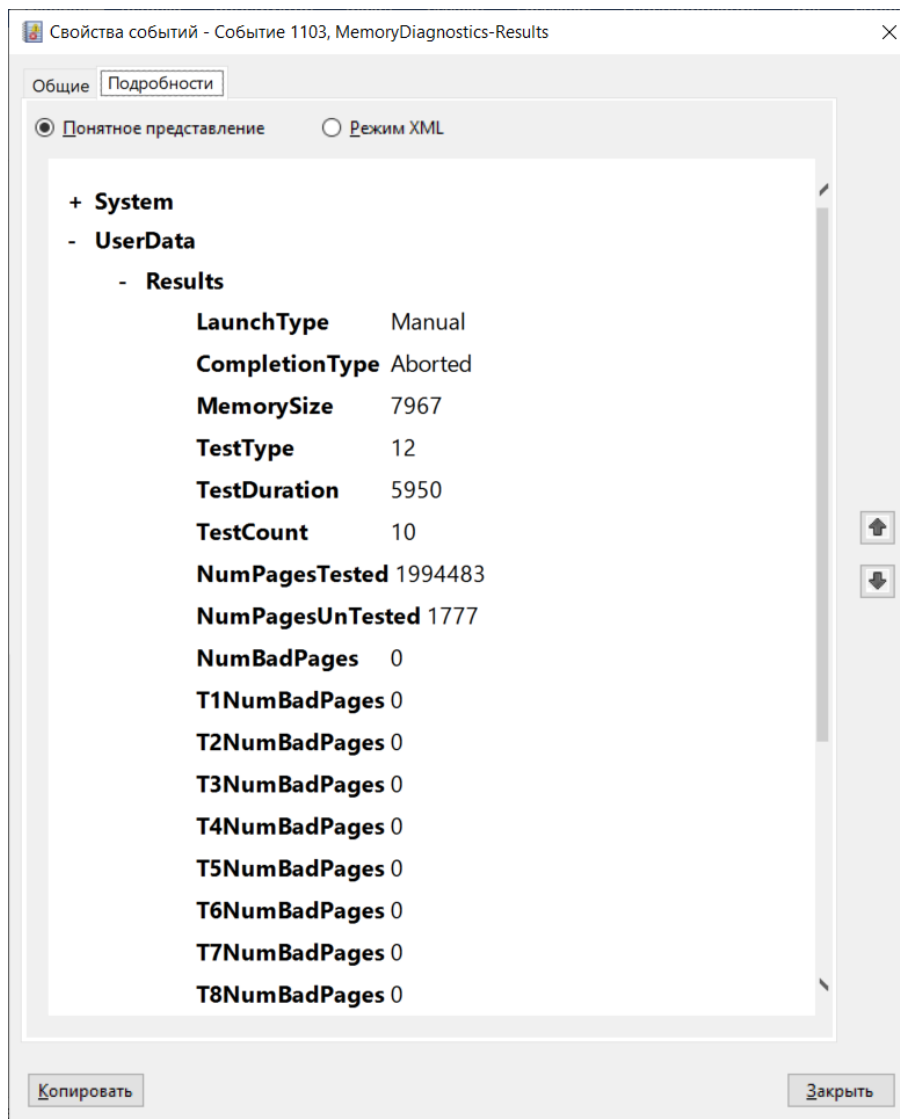 Свойства событий - Событие 1103, MemoryDiagnostics-Results
Общие Подробности
Понятное представление Режим XML
+ System
- UserData
- Results
LaunchType Manual
CompletionType Aborted
MemorySize 7967
TestType 12
TestDuration 5950
TestCount 10
NumPagesTested 1994483
NumPagesUnTested 1777
NumBadPages 0
T1NumBadPages 0
T2NumBadPages 0
T3NumBadPages 0
T4NumBadPages 0
T5NumBadPages 0
T6NumBadPages 0
T7NumBadPages 0
T8NumBadPages 0
Копировать Закрыть